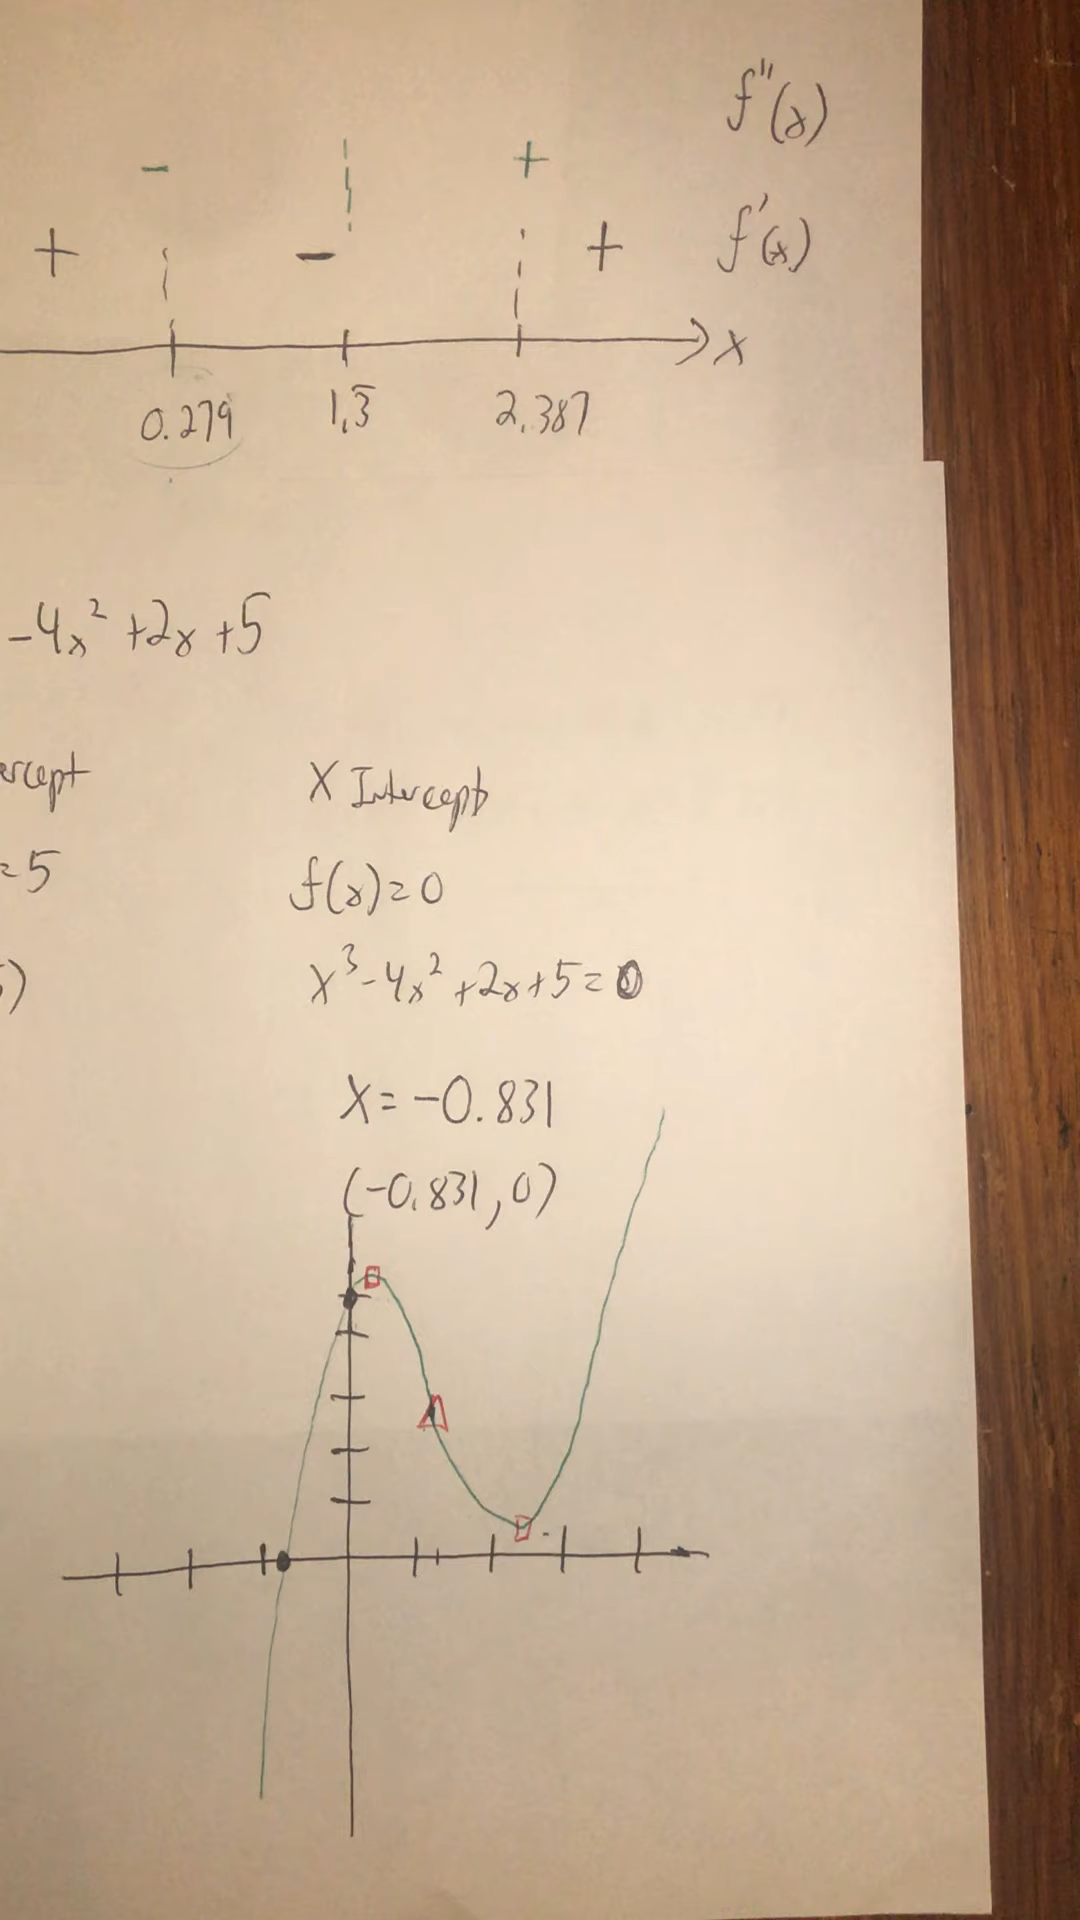 f''(x)
- +
+ - + f'(x)
x
0.279 1.3̅ 2.387
-4x² +2x +5
ercept X Intercept
=5 f(x)=0
) x³-4x²+2x+5=0
X=-0.831
(-0.831,0)